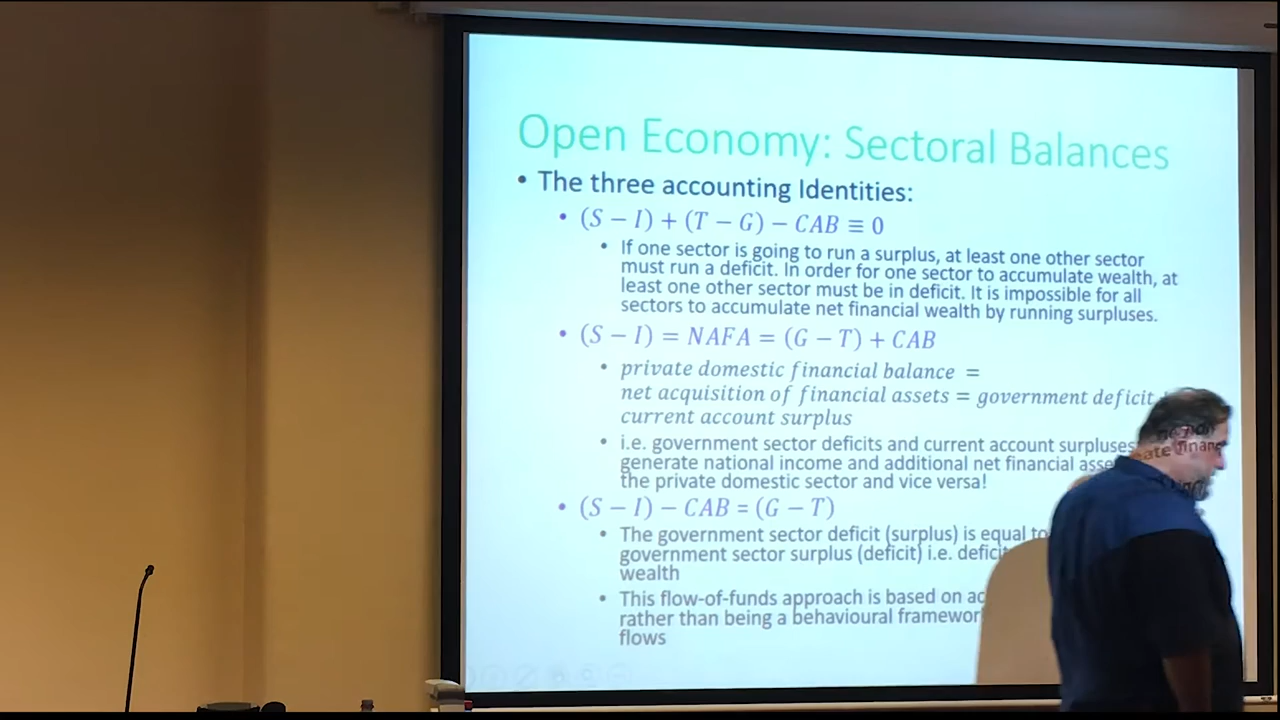 Open Economy: Sectoral Balances
• The three accounting Identities:
• (S − I) + (T − G) − CAB ≡ 0
• If one sector is going to run a surplus, at least one other sector
must run a deficit. In order for one sector to accumulate wealth, at
least one other sector must be in deficit. It is impossible for all
sectors to accumulate net financial wealth by running surpluses.
• (S − I) = NAFA = (G − T) + CAB
• private domestic financial balance =
net acquisition of financial assets = government deficit
current account surplus
• i.e. government sector deficits and current account surpluses
generate national income and additional net financial
the private domestic sector and vice versa!
• (S − I) − CAB = (G − T)
• The government sector deficit (surplus) is equal to
government sector surplus (deficit) i.e.
wealth
• This flow-of-funds approach is based on
rather than being a behavioural
flows